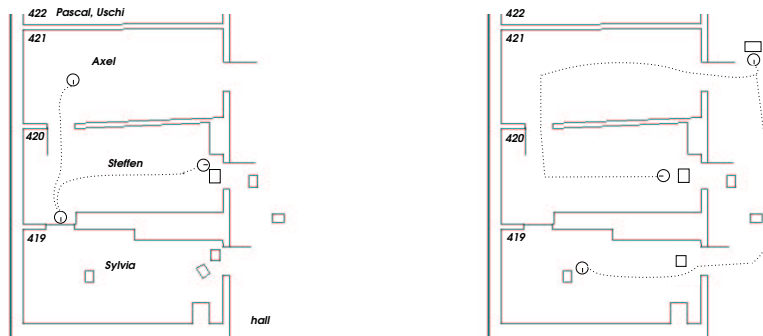 422 Pascal, Uschi
421
Axel
420
Steffen
419
Sylvia
hall
422
421
420
419